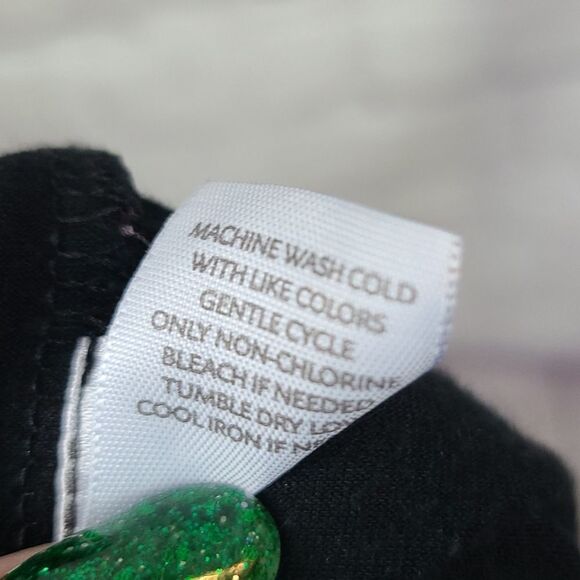 MACHINE WASH COLD
WITH LIKE COLORS
GENTLE CYCLE
ONLY NON-CHLORINE
BLEACH IF NEEDED
TUMBLE DRY LO
COOL IRON IF N